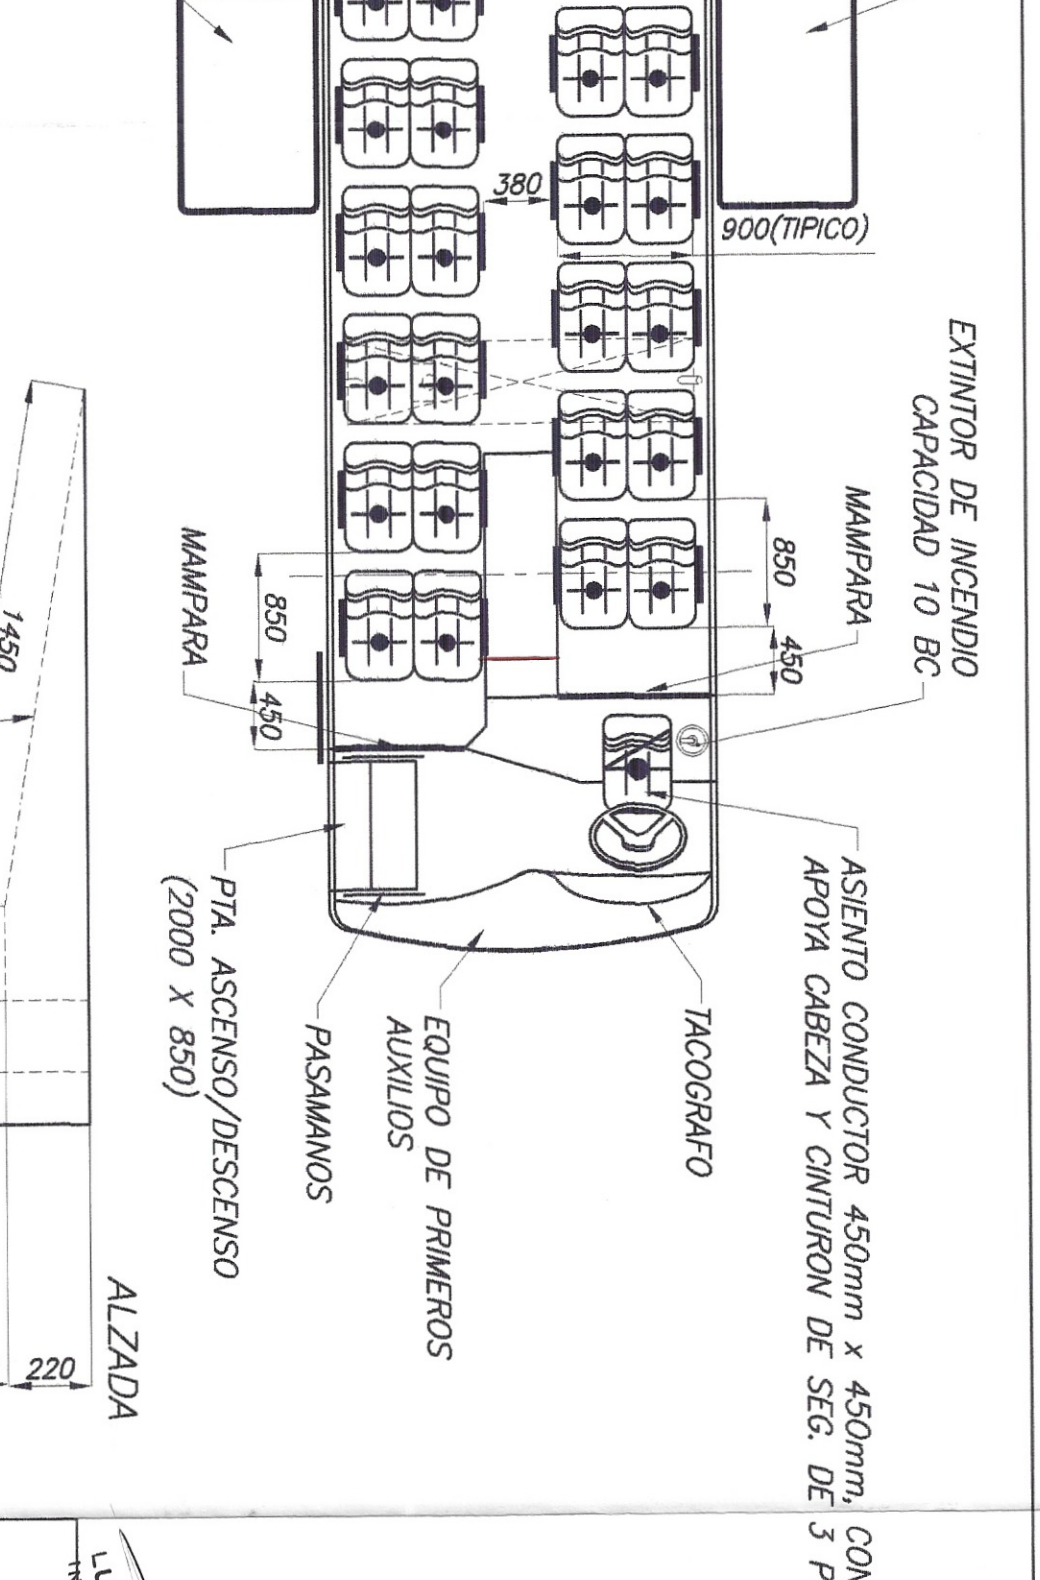 380
900(TIPICO)
EXTINTOR DE INCENDIO
CAPACIDAD 10 BC
MAMPARA
850
450
MAMPARA
850
450
1450
ASIENTO CONDUCTOR 450mm x 450mm, CON
APOYA CABEZA Y CINTURON DE SEG. DE 3 P
TACOGRAFO
EQUIPO DE PRIMEROS
AUXILIOS
PASAMANOS
PTA. ASCENSO/DESCENSO
(2000 X 850)
ALZADA
220